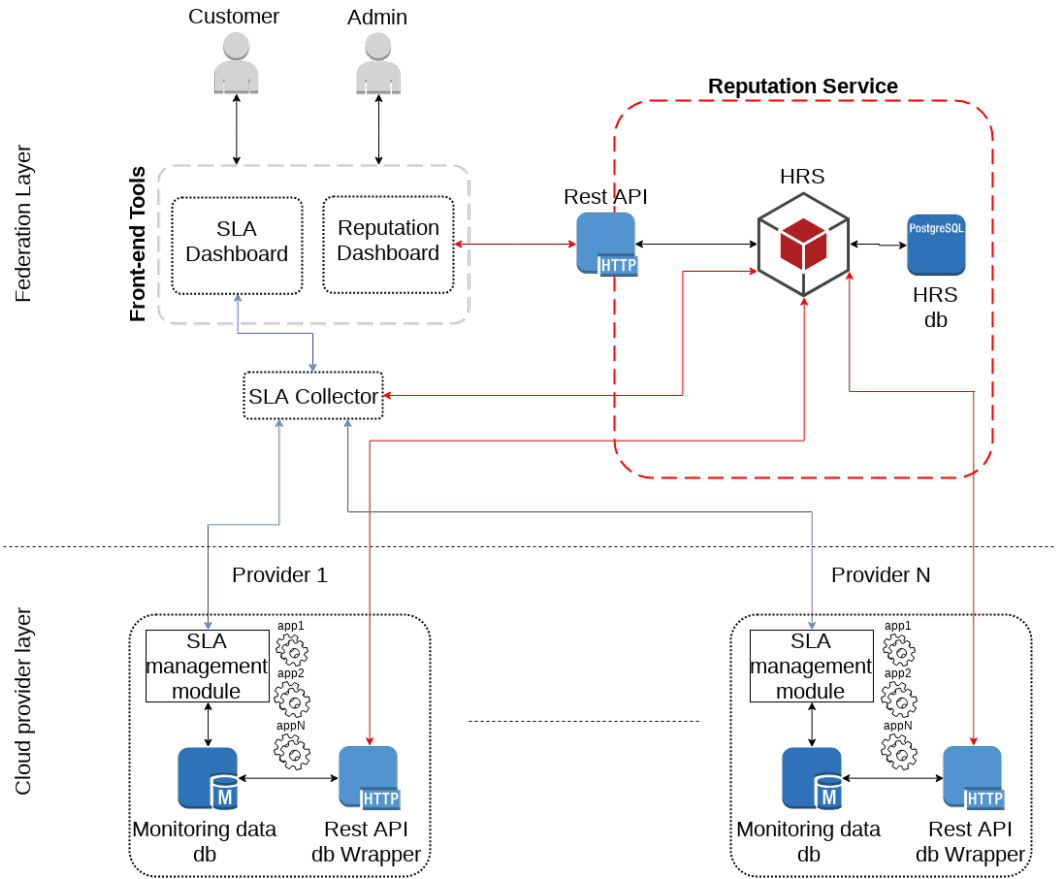 Customer
Admin
Reputation Service
Federation Layer
Front-end Tools
SLA
Dashboard
Reputation
Dashboard
Rest API
HTTP
HRS
PostgreSQL
HRS
db
SLA Collector
Cloud provider layer
Provider 1
Provider N
SLA
management
module
app1
app2
appN
M
HTTP
Monitoring data
db
Rest API
db Wrapper
SLA
management
module
app1
app2
appN
M
HTTP
Monitoring data
db
Rest API
db Wrapper